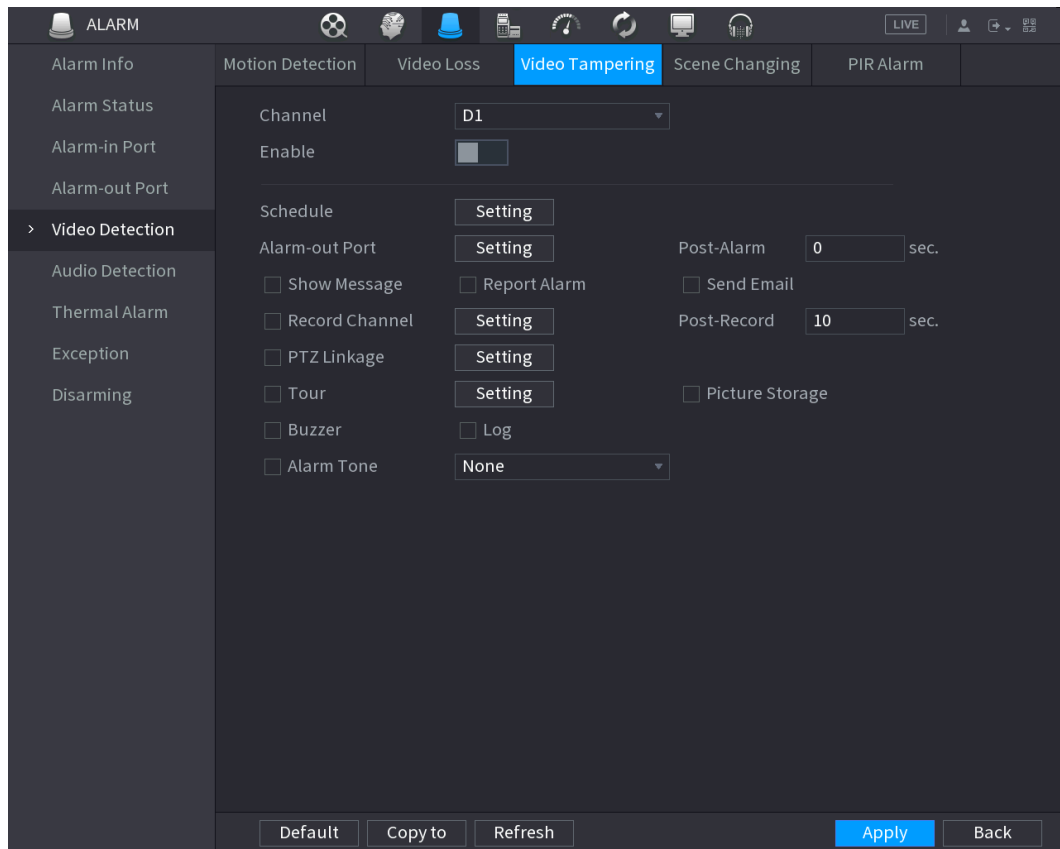 ALARM LIVE
Alarm Info
Alarm Status
Alarm-in Port
Alarm-out Port
> Video Detection
Audio Detection
Thermal Alarm
Exception
Disarming
Motion Detection Video Loss Video Tampering Scene Changing PIR Alarm
Channel D1
Enable
Schedule Setting
Alarm-out Port Setting Post-Alarm 0 sec.
Show Message Report Alarm Send Email
Record Channel Setting Post-Record 10 sec.
PTZ Linkage Setting
Tour Setting Picture Storage
Buzzer Log
Alarm Tone None
Default Copy to Refresh Apply Back